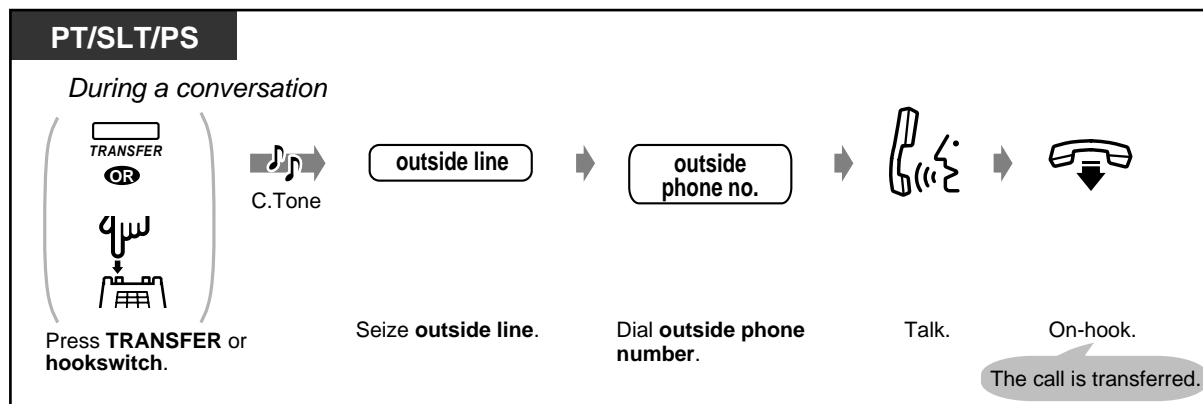 PT/SLT/PS
During a conversation
TRANSFER
OR
C.Tone
outside line
outside
phone no.
Press TRANSFER or
hookswitch.
Seize outside line.
Dial outside phone
number.
Talk.
On-hook.
The call is transferred.